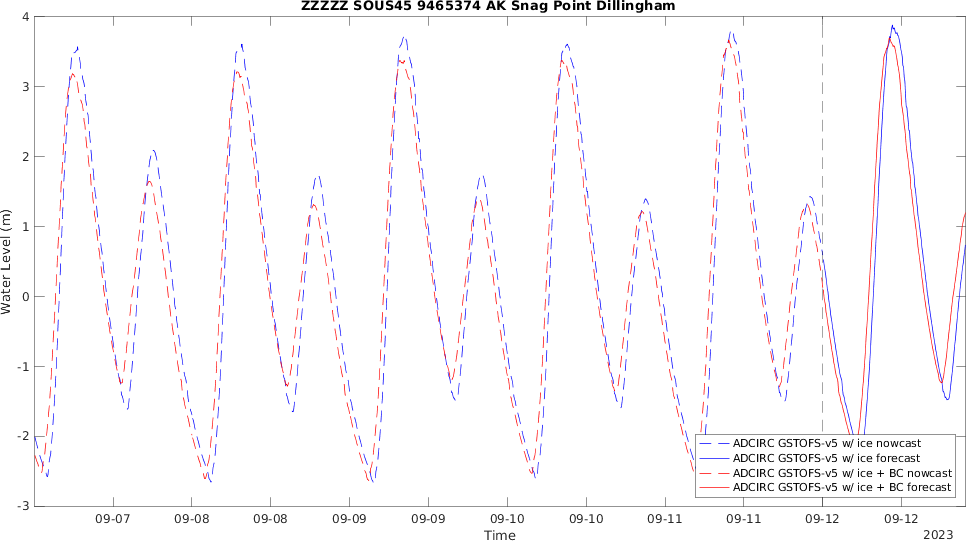 ZZZZZ SOUS45 9465374 AK Snag Point Dillingham
4
3
2
1
0
-1
-2
-3
Water Level (m)
ADCIRC GSTOFS-v5 w/ ice nowcast
ADCIRC GSTOFS-v5 w/ ice forecast
ADCIRC GSTOFS-v5 w/ ice + BC nowcast
ADCIRC GSTOFS-v5 w/ ice + BC forecast
09-07 09-08 09-08 09-09 09-09 09-10 09-10 09-11 09-11 09-12 09-12
Time
2023